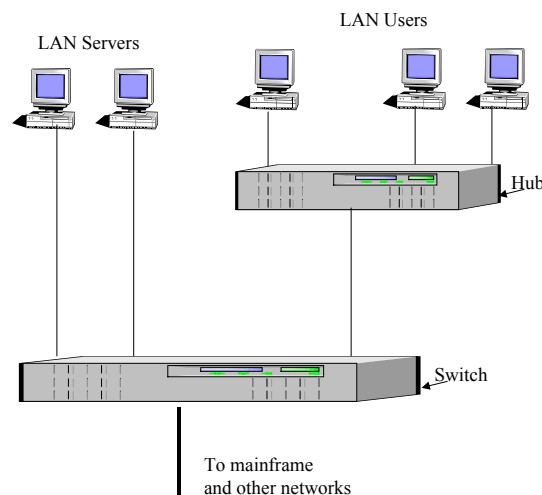 LAN Users
LAN Servers
Hub
Switch
To mainframe
and other networks